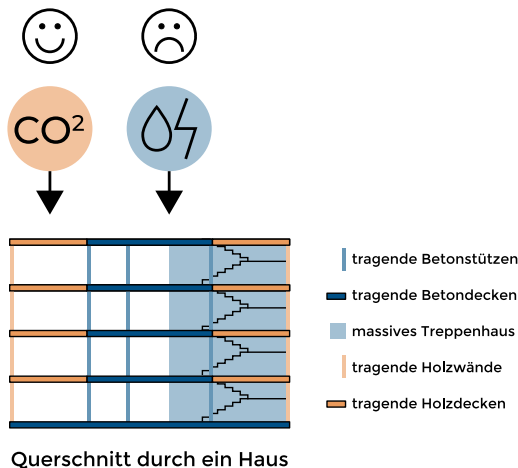 CO²
tragende Betonstützen
tragende Betondecken
massives Treppenhaus
tragende Holzwände
tragende Holzdecken
Querschnitt durch ein Haus